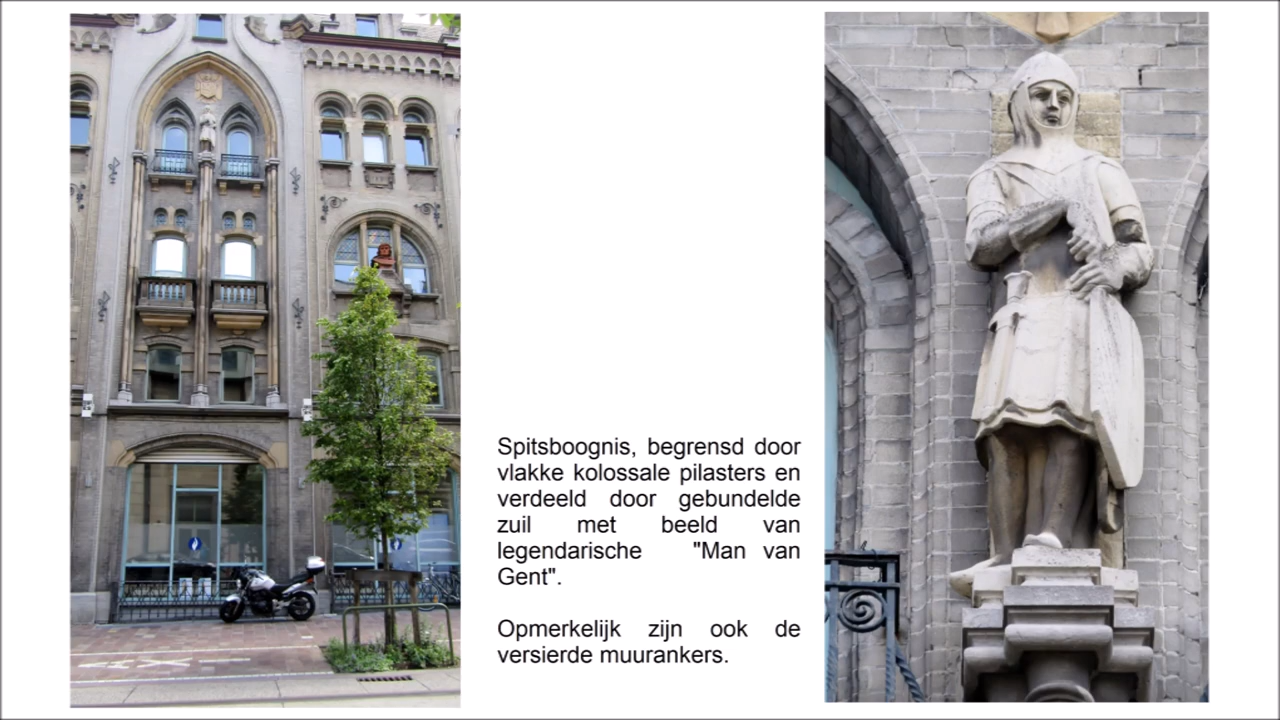 Spitsboognis, begrensd door
vlakke kolossale pilasters en
verdeeld door gebundelde
zuil met beeld van
legendarische "Man van
Gent".
Opmerkelijk zijn ook de
versierde muurankers.
TAXI